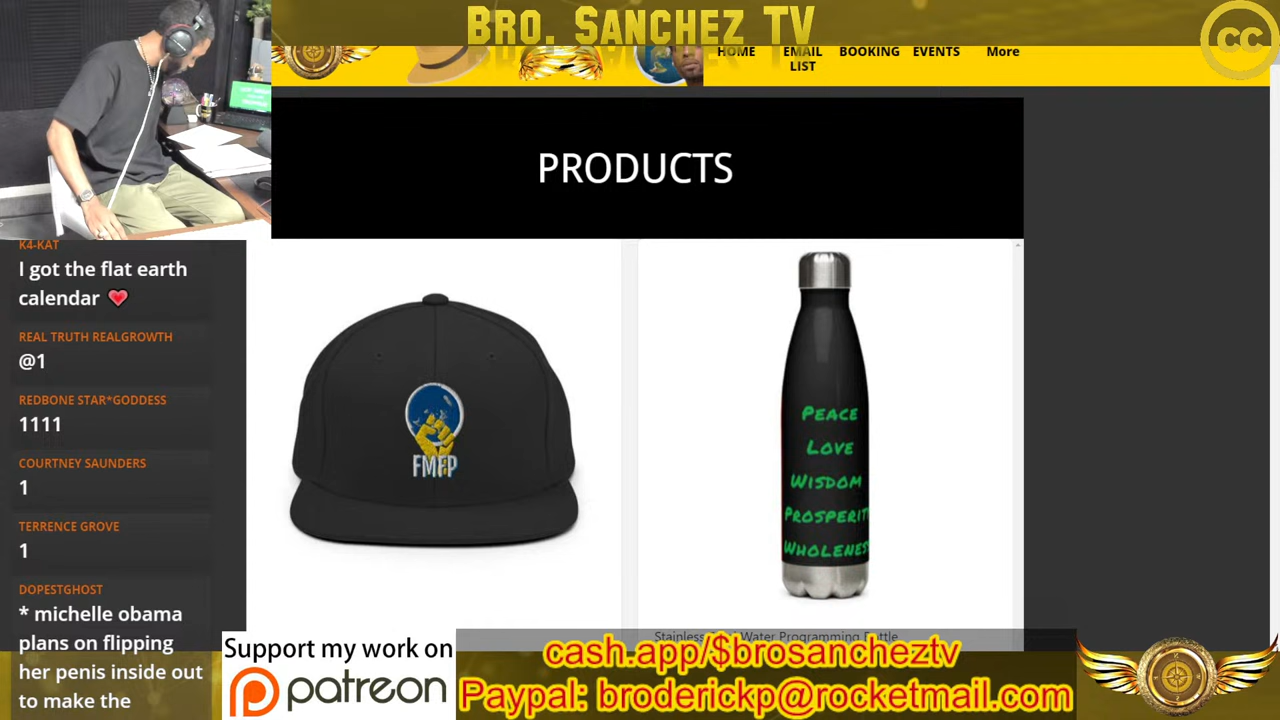 BRO. SANCHEZ TV
CC
HOME
EMAIL
LIST
BOOKING
EVENTS
More
PRODUCTS
K4-KAT
I got the flat earth
calendar ❤
REAL TRUTH REALGROWTH
@1
REDBONE STAR*GODDESS
1111
COURTNEY SAUNDERS
1
TERRENCE GROVE
1
DOPESTGHOST
* michelle obama
plans on flipping
her penis inside out
to make the
FMFP
PEACE
LOVE
WISDOM
PROSPERIT
WHOLENES
Water Programming Bottle
Support my work on
patreon
cash.app/$brosancheztv
Paypal: broderickp@rocketmail.com